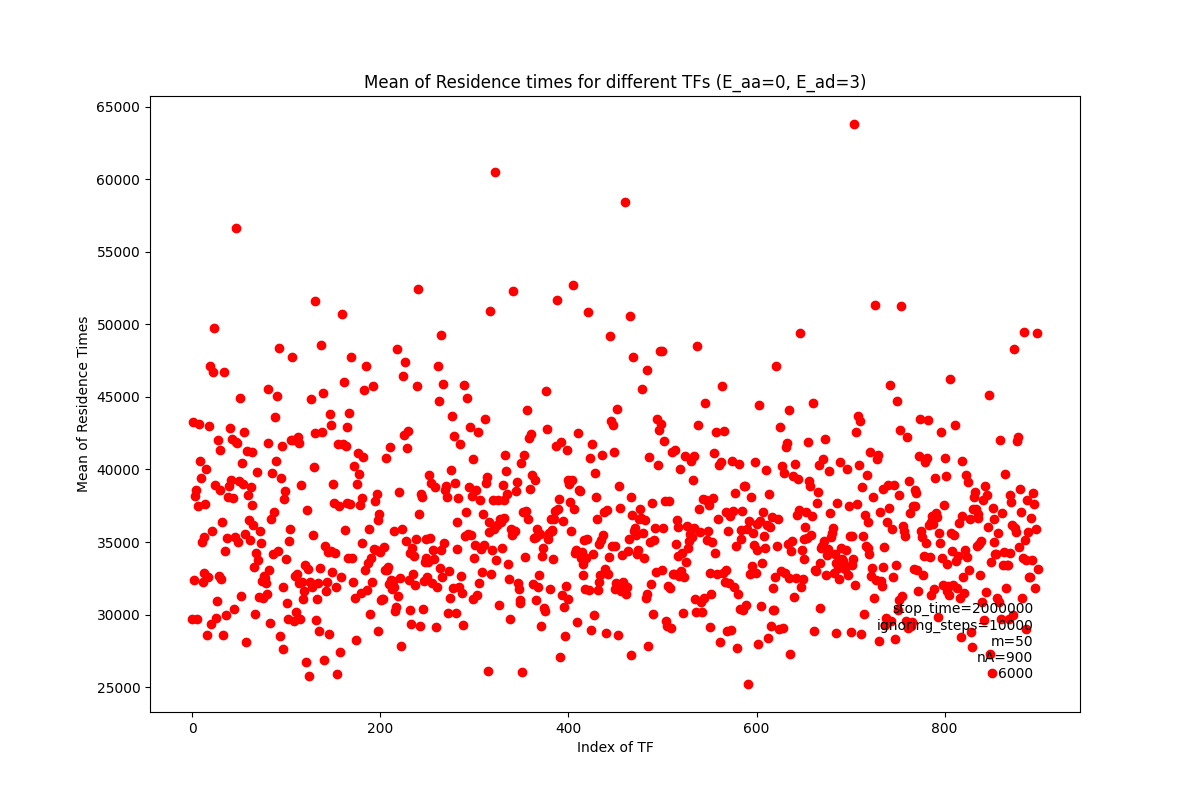 Mean of Residence times for different TFs (E_aa=0, E_ad=3)
65000
60000
55000
50000
45000
40000
35000
30000
25000
Mean of Residence Times
0
200
400
600
800
Index of TF
stop_time=2000000
ignoring_steps=10000
m=50
nA=900
6000